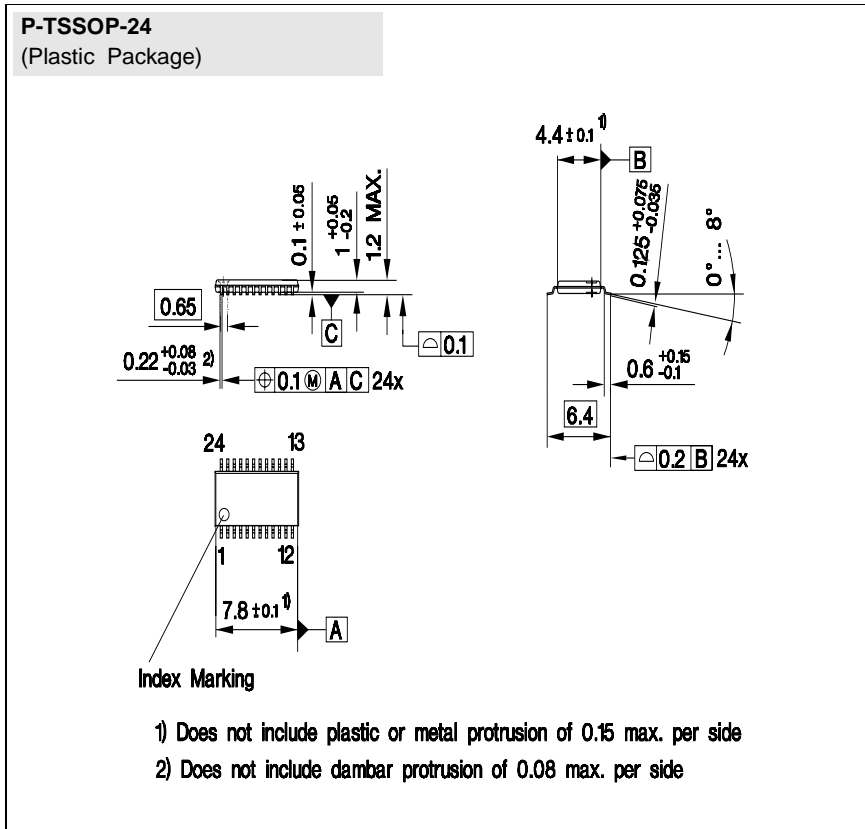 P-TSSOP-24
(Plastic Package)
4.4 ± 0.1 1)
B
0.1 ± 0.05
1 +0.05 -0.2
1.2 MAX.
0.125 +0.075 -0.035
0°... 8°
0.65
C
⌓ 0.1
0.22 +0.08 -0.03 2)
⌖ 0.1 Ⓜ A C 24x
0.6 +0.15 -0.1
6.4
⌓ 0.2 B 24x
24 13
1 12
7.8 ±0.1 1)
A
Index Marking
1) Does not include plastic or metal protrusion of 0.15 max. per side
2) Does not include dambar protrusion of 0.08 max. per side